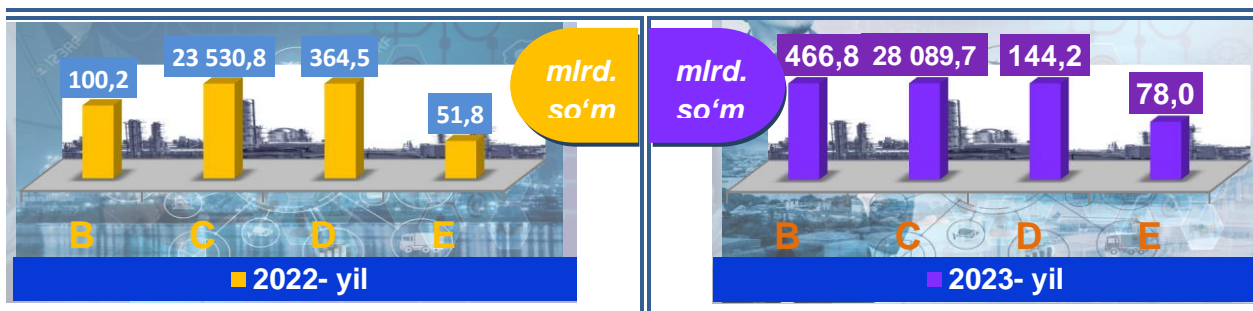 100,2
23 530,8
364,5
51,8
mlrd.
so‘m
B
C
D
E
2022- yil
mlrd.
so‘m
466,8
28 089,7
144,2
78,0
B
C
D
E
2023- yil